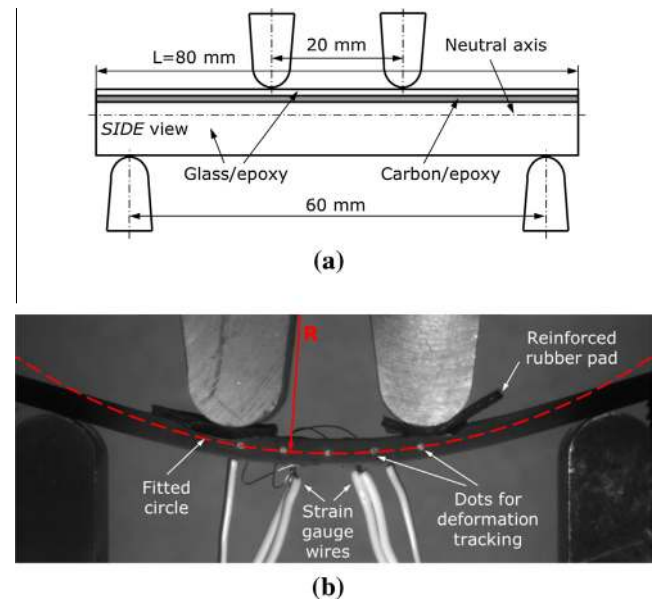 (a)
20 mm
L=80 mm
Neutral axis
SIDE view
Glass/epoxy
Carbon/epoxy
60 mm
(a)
R
Reinforced
rubber pad
Fitted
circle
Strain
gauge
wires
Dots for
deformation
tracking
(b)